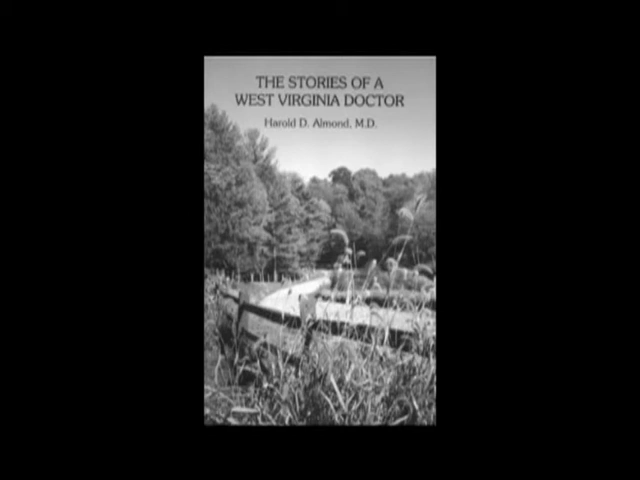 THE STORIES OF A
WEST VIRGINIA DOCTOR
Harold D. Almond, M.D.